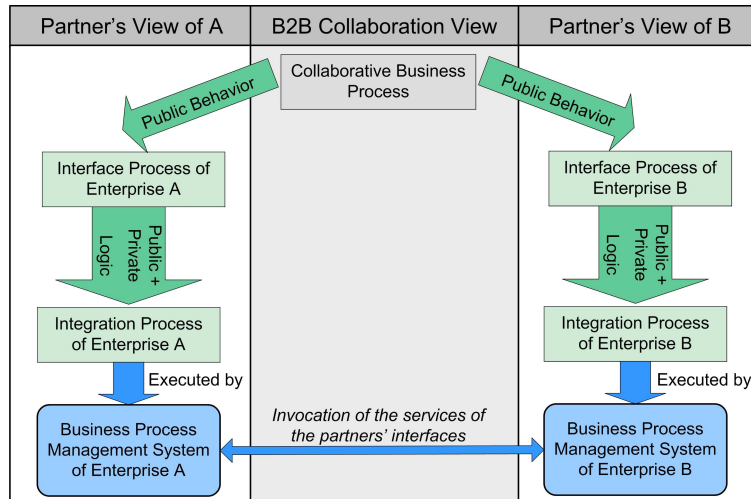 Partner's View of A
B2B Collaboration View
Partner's View of B
Collaborative Business
Process
Public Behavior
Public Behavior
Interface Process of
Enterprise A
Interface Process of
Enterprise B
Public +
Private
Logic
Public +
Private
Logic
Integration Process
of Enterprise A
Integration Process
of Enterprise B
Executed by
Executed by
Business Process
Management System
of Enterprise A
Invocation of the services of
the partners' interfaces
Business Process
Management System
of Enterprise B